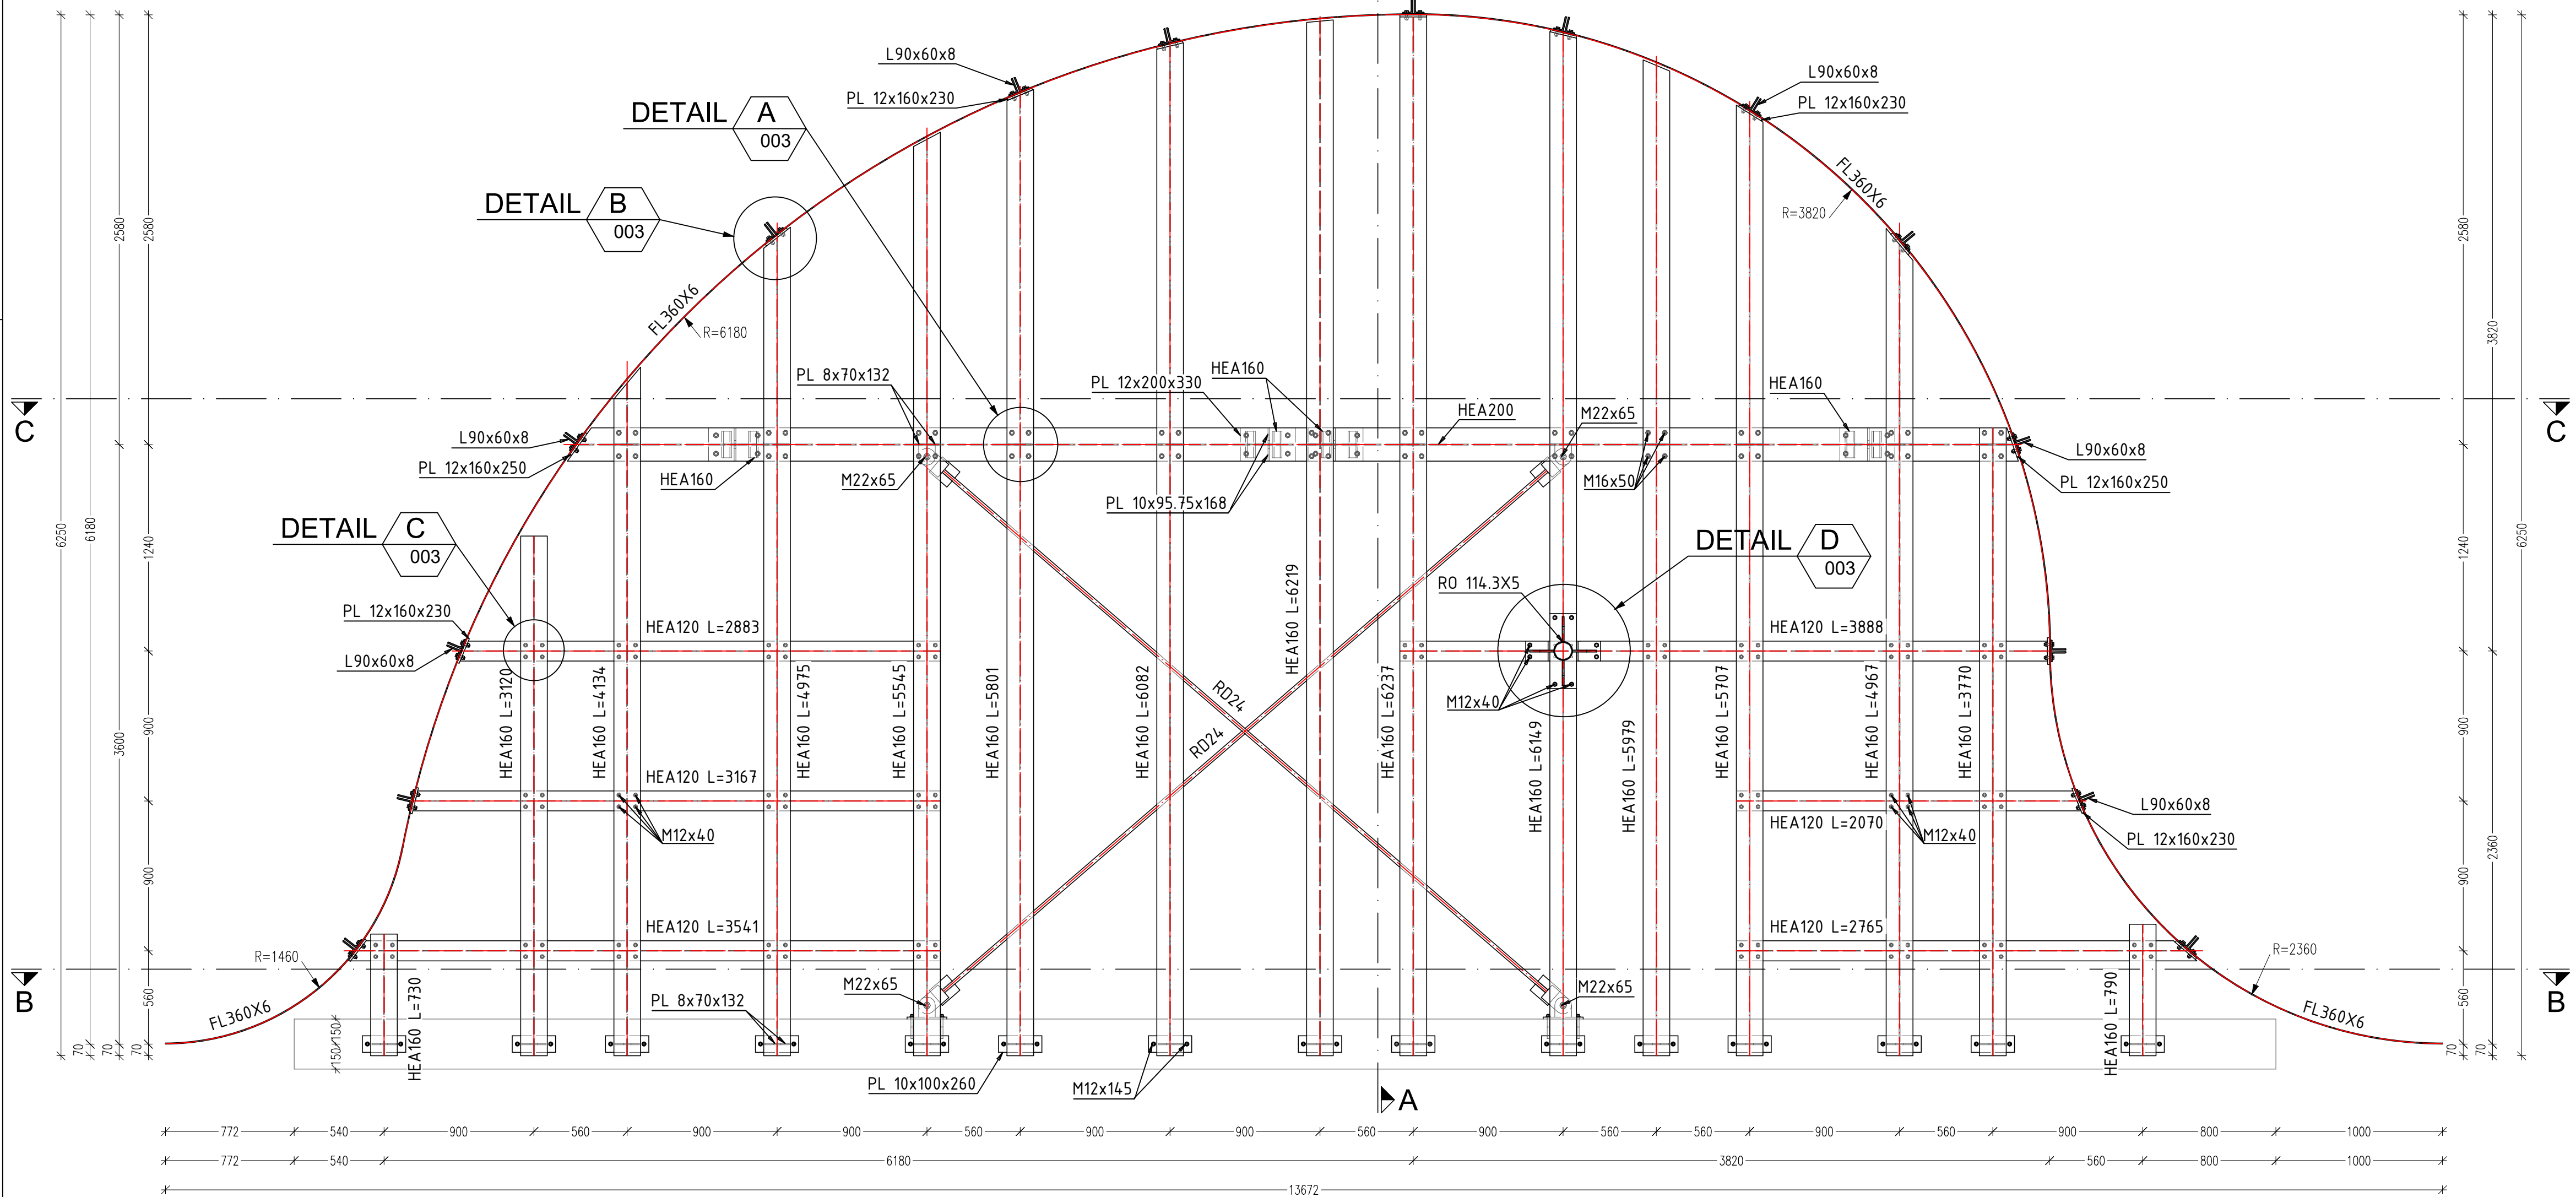 L90x60x8
PL 12x160x230
DETAIL A
003
DETAIL B
003
L90x60x8
PL 12x160x230
FL360X6
R=3820
FL360X6
R=6180
2580
2580
2580
3820
PL 8x70x132
PL 12x200x330
HEA160
HEA160
HEA200
M22x65
C
C
L90x60x8
PL 12x160x250
HEA160
M22x65
PL 10x95.75x168
M16x50
L90x60x8
PL 12x160x250
DETAIL C
003
DETAIL D
003
6250
6180
1240
1240
6250
RO 114.3X5
PL 12x160x230
L90x60x8
HEA120 L=2883
HEA120 L=3888
HEA160 L=3120
HEA160 L=4134
HEA160 L=4975
HEA160 L=5545
HEA160 L=5801
HEA160 L=6082
HEA160 L=6219
HEA160 L=6237
HEA160 L=6149
HEA160 L=5979
HEA160 L=5707
HEA160 L=4967
HEA160 L=3770
M12x40
RD24
RD24
3600
900
900
HEA120 L=3167
M12x40
HEA120 L=2070
M12x40
L90x60x8
PL 12x160x230
900
900
2360
HEA120 L=3541
HEA120 L=2765
R=1460
R=2360
B
B
M22x65
M22x65
PL 8x70x132
FL360X6
FL360X6
HEA160 L=730
HEA160 L=790
560
560
150
150
70
70
70
70
70
PL 10x100x260
M12x145
A
772
540
900
560
900
900
560
900
900
560
900
560
560
900
560
900
800
1000
772
540
6180
3820
560
800
1000
13672